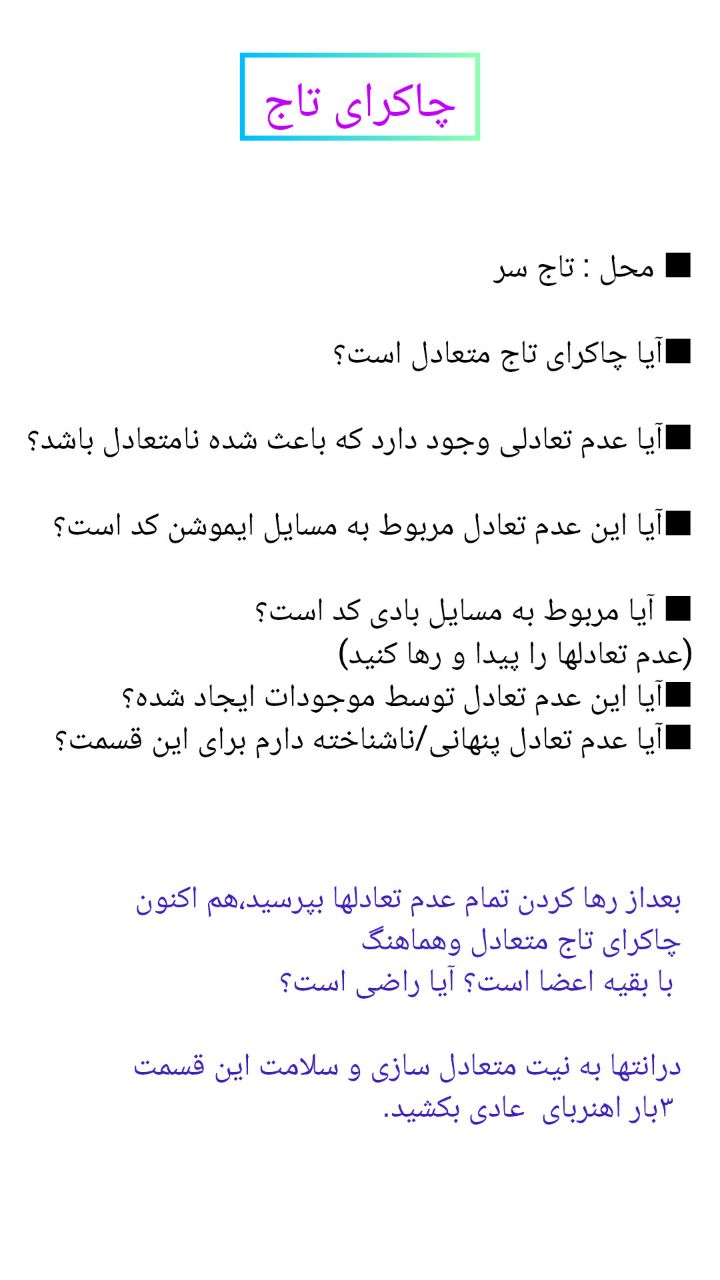 چاکرای تاج
■ محل : تاج سر
■آیا چاکرای تاج متعادل است؟
■آیا عدم تعادلی وجود دارد که باعث شده نامتعادل باشد؟
■آیا این عدم تعادل مربوط به مسایل ایموشن کد است؟
■ آیا مربوط به مسایل بادی کد است؟
(عدم تعادلها را پیدا و رها کنید)
■آیا این عدم تعادل توسط موجودات ایجاد شده؟
■آیا عدم تعادل پنهانی/ناشناخته دارم برای این قسمت؟
بعداز رها کردن تمام عدم تعادلها بپرسید،هم اکنون
چاکرای تاج متعادل وهماهنگ
با بقیه اعضا است؟ آیا راضی است؟
درانتها به نیت متعادل سازی و سلامت این قسمت
۳بار اهنربای عادی بکشید.